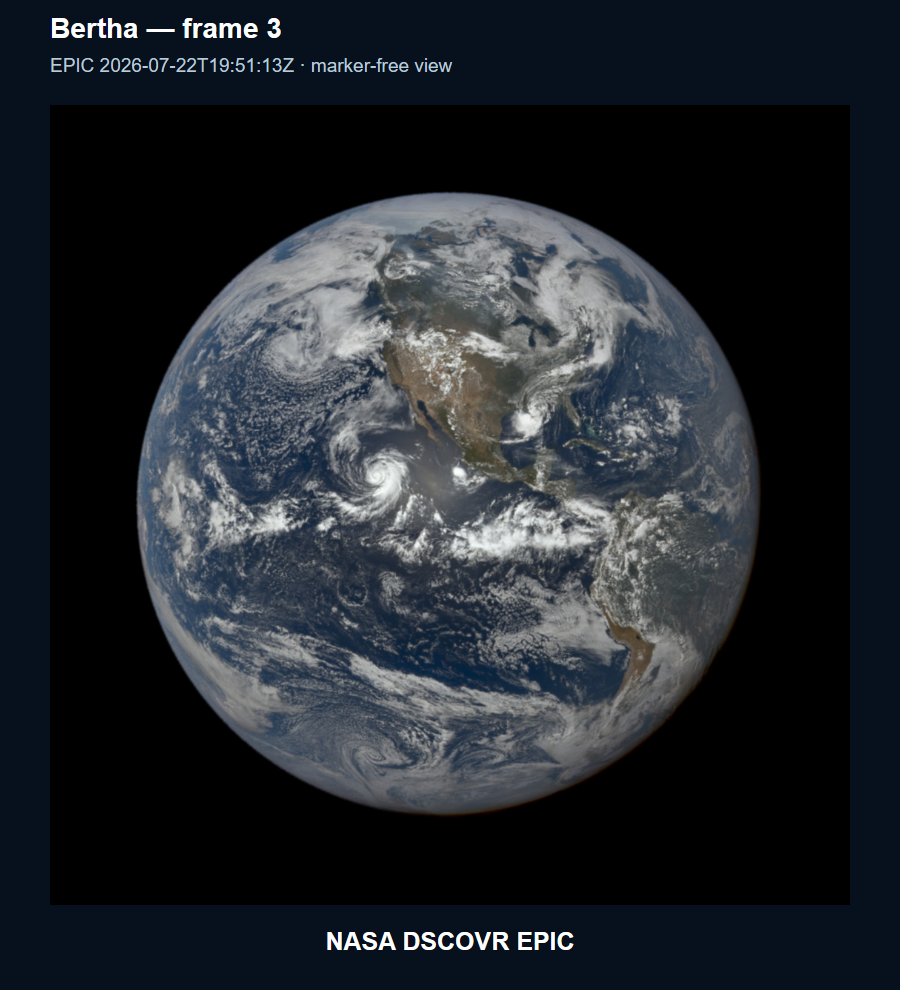 Bertha — frame 3
EPIC 2026-07-22T19:51:13Z · marker-free view
NASA DSCOVR EPIC